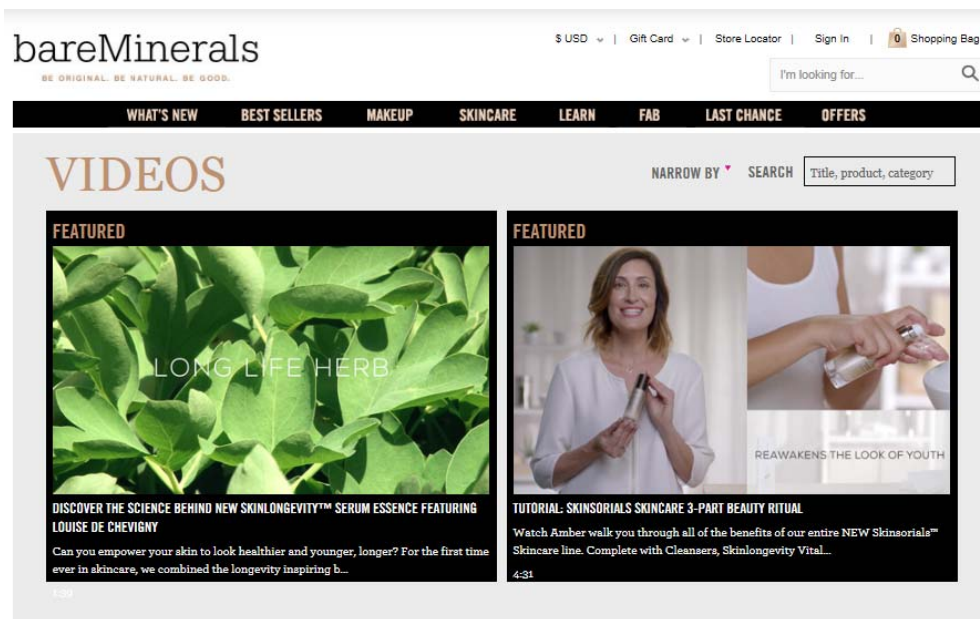 bareMinerals
BE ORIGINAL. BE NATURAL. BE GOOD.
$ USD | Gift Card | Store Locator | Sign In | 0 Shopping Bag
I'm looking for...
WHAT'S NEW BEST SELLERS MAKEUP SKINCARE LEARN FAB LAST CHANCE OFFERS
VIDEOS
NARROW BY SEARCH Title, product, category
FEATURED
LONG LIFE HERB
DISCOVER THE SCIENCE BEHIND NEW SKINLONGEVITY™ SERUM ESSENCE FEATURING
LOUISE DE CHEVIGNY
Can you empower your skin to look healthier and younger, longer? For the first time
ever in skincare, we combined the longevity inspiring b...
FEATURED
REAWAKENS THE LOOK OF YOUTH
TUTORIAL: SKINSORIALS SKINCARE 3-PART BEAUTY RITUAL
Watch Amber walk you through all of the benefits of our entire NEW Skinsorials™
Skincare line. Complete with Cleansers, Skinlongevity Vital...
4:31